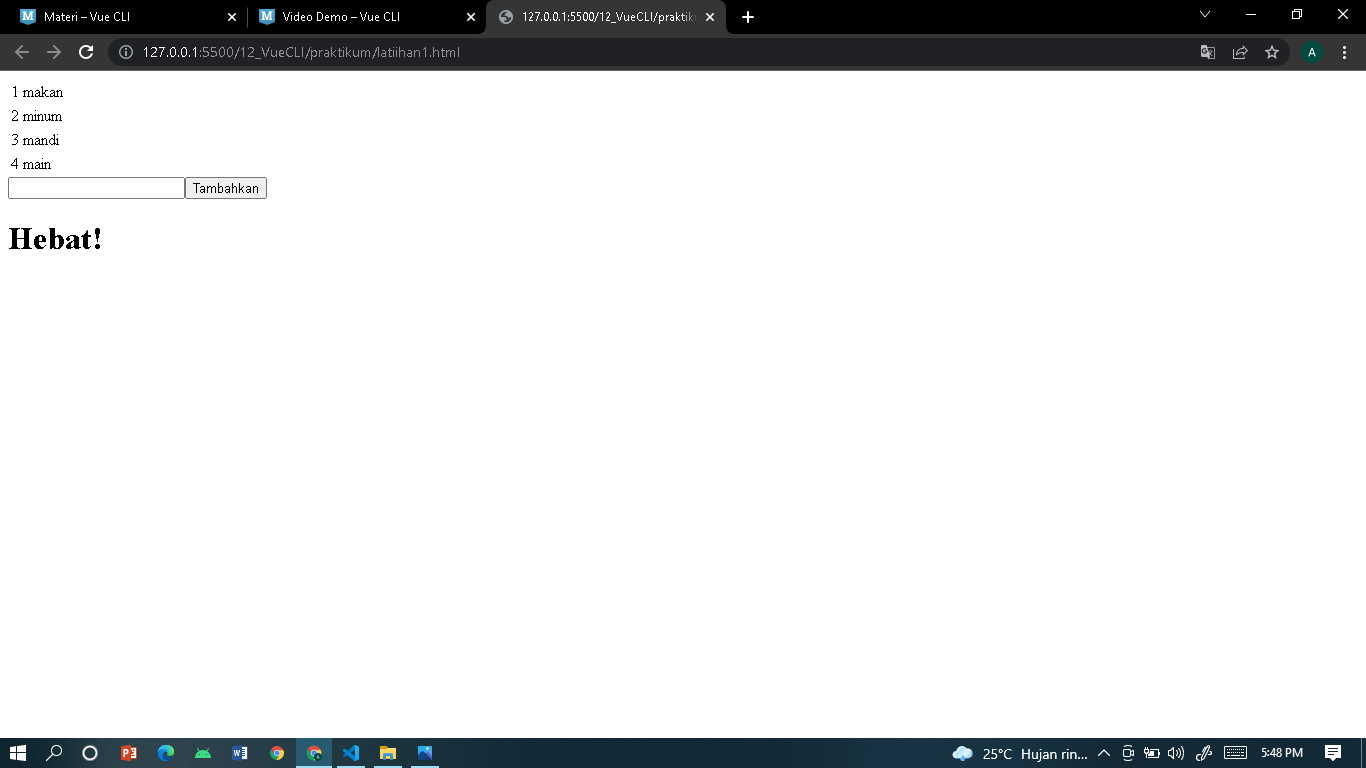 Materi – Vue CLI
Video Demo – Vue CLI
127.0.0.1:5500/12_VueCLI/praktik
127.0.0.1:5500/12_VueCLI/praktikum/latiihan1.html
A
1 makan
2 minum
3 mandi
4 main
Tambahkan
Hebat!
25°C Hujan rin...
5:48 PM